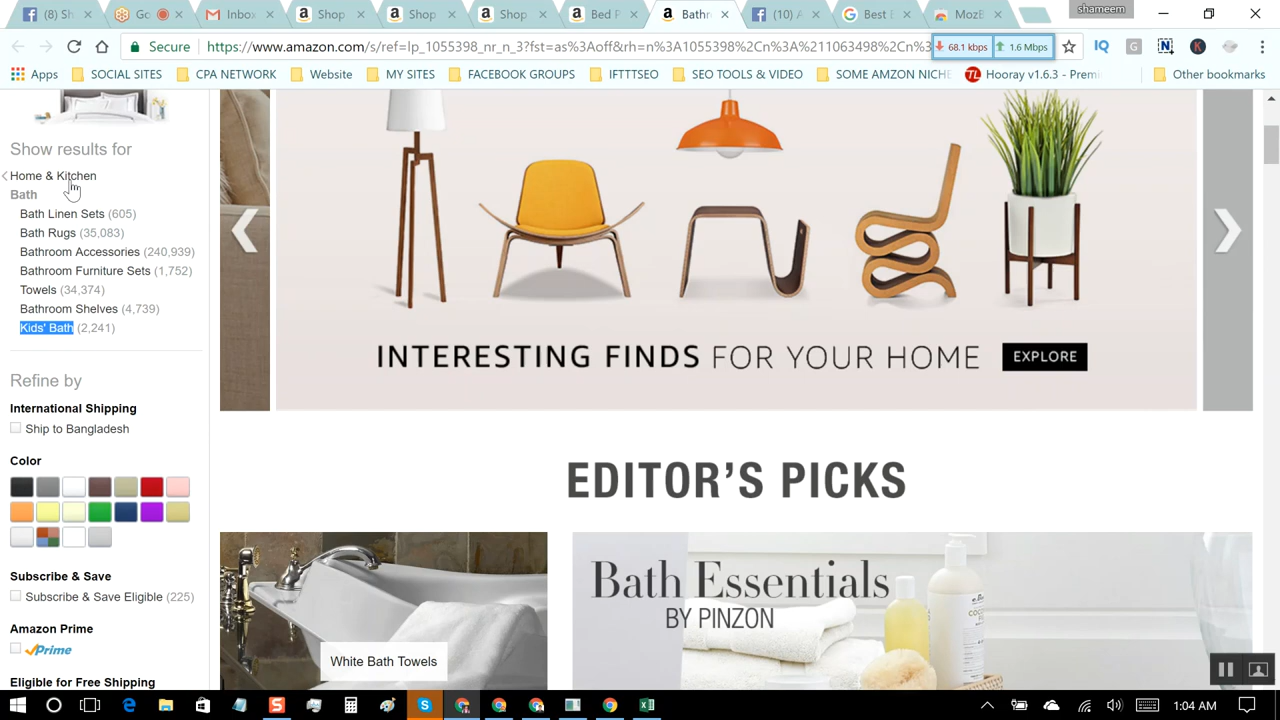 (8) Sh
Go
Inbox
Shop
Shop
Shop
Bed P
Bathr
(10) A
Best E
MozB
shameem
Secure
https://www.amazon.com/s/ref=lp_1055398_nr_n_3?fst=as%3Aoff&rh=n%3A1055398%2Cn%3A%211063498%2Cn%3
68.1 kbps
1.6 Mbps
Apps
SOCIAL SITES
CPA NETWORK
Website
MY SITES
FACEBOOK GROUPS
IFTTTSEO
SEO TOOLS & VIDEO
SOME AMZON NICHE
Hooray v1.6.3 - Premi
Other bookmarks
Show results for
Home & Kitchen
Bath
Bath Linen Sets (605)
Bath Rugs (35,083)
Bathroom Accessories (240,939)
Bathroom Furniture Sets (1,752)
Towels (34,374)
Bathroom Shelves (4,739)
Kids' Bath (2,241)
Refine by
International Shipping
Ship to Bangladesh
Color
Subscribe & Save
Subscribe & Save Eligible (225)
Amazon Prime
Prime
Eligible for Free Shipping
INTERESTING FINDS FOR YOUR HOME
EXPLORE
EDITOR'S PICKS
White Bath Towels
Bath Essentials
BY PINZON
1:04 AM